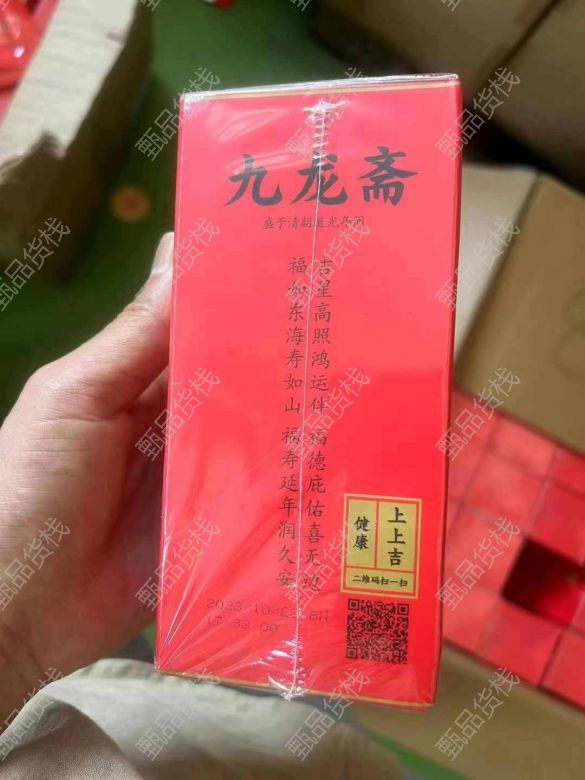 九龙斋
盛于清朝道光年间
吉星高照鸿运伴 福德庇佑喜无边
福如东海寿如山 福寿延年润久安
上上吉
健康
二维码扫一扫
2023 10 23 BN
17 33 00
甄品货栈